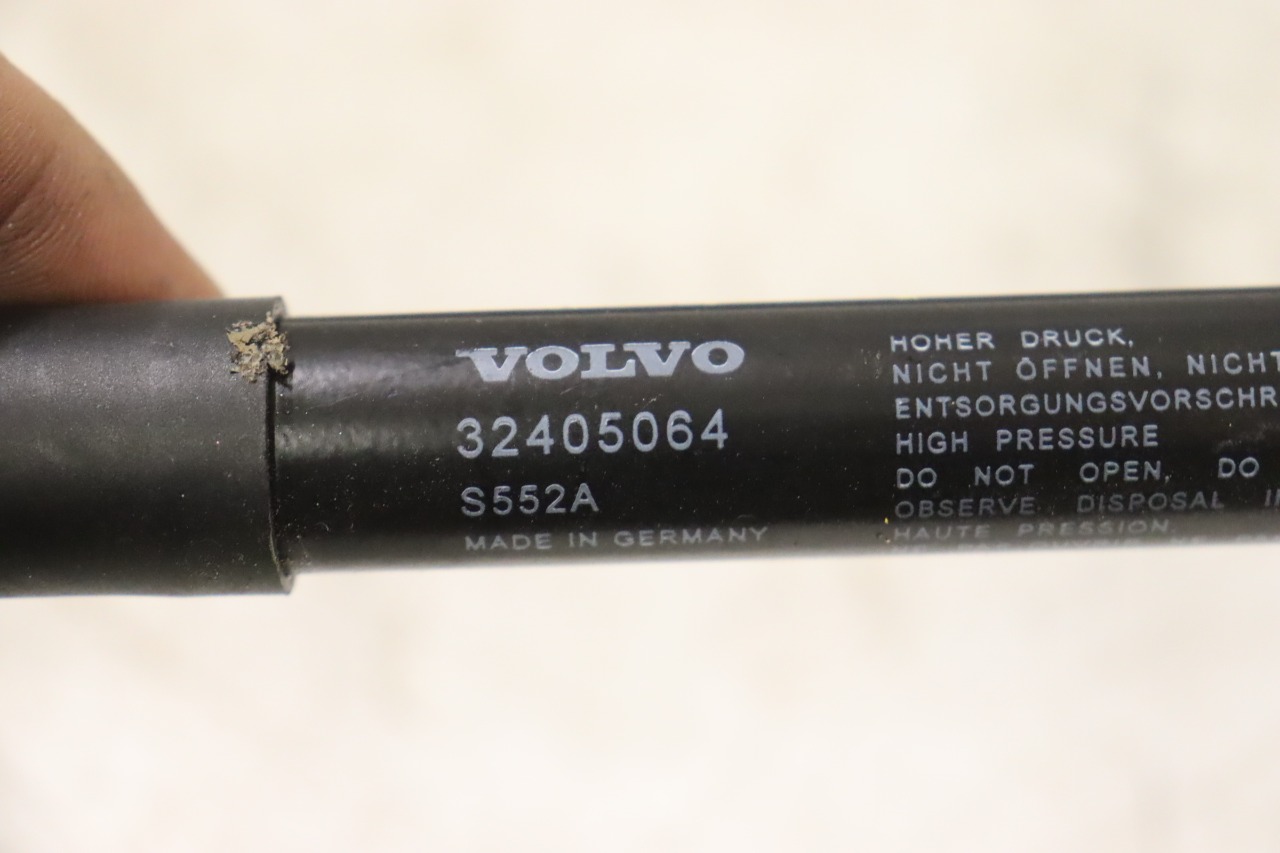 VOLVO
32405064
S552A
MADE IN GERMANY
HOHER DRUCK,
NICHT ÖFFNEN, NICHT
ENTSORGUNGSVORSCHR
HIGH PRESSURE
DO NOT OPEN, DO
OBSERVE DISPOSAL
HAUTE PRESSION,